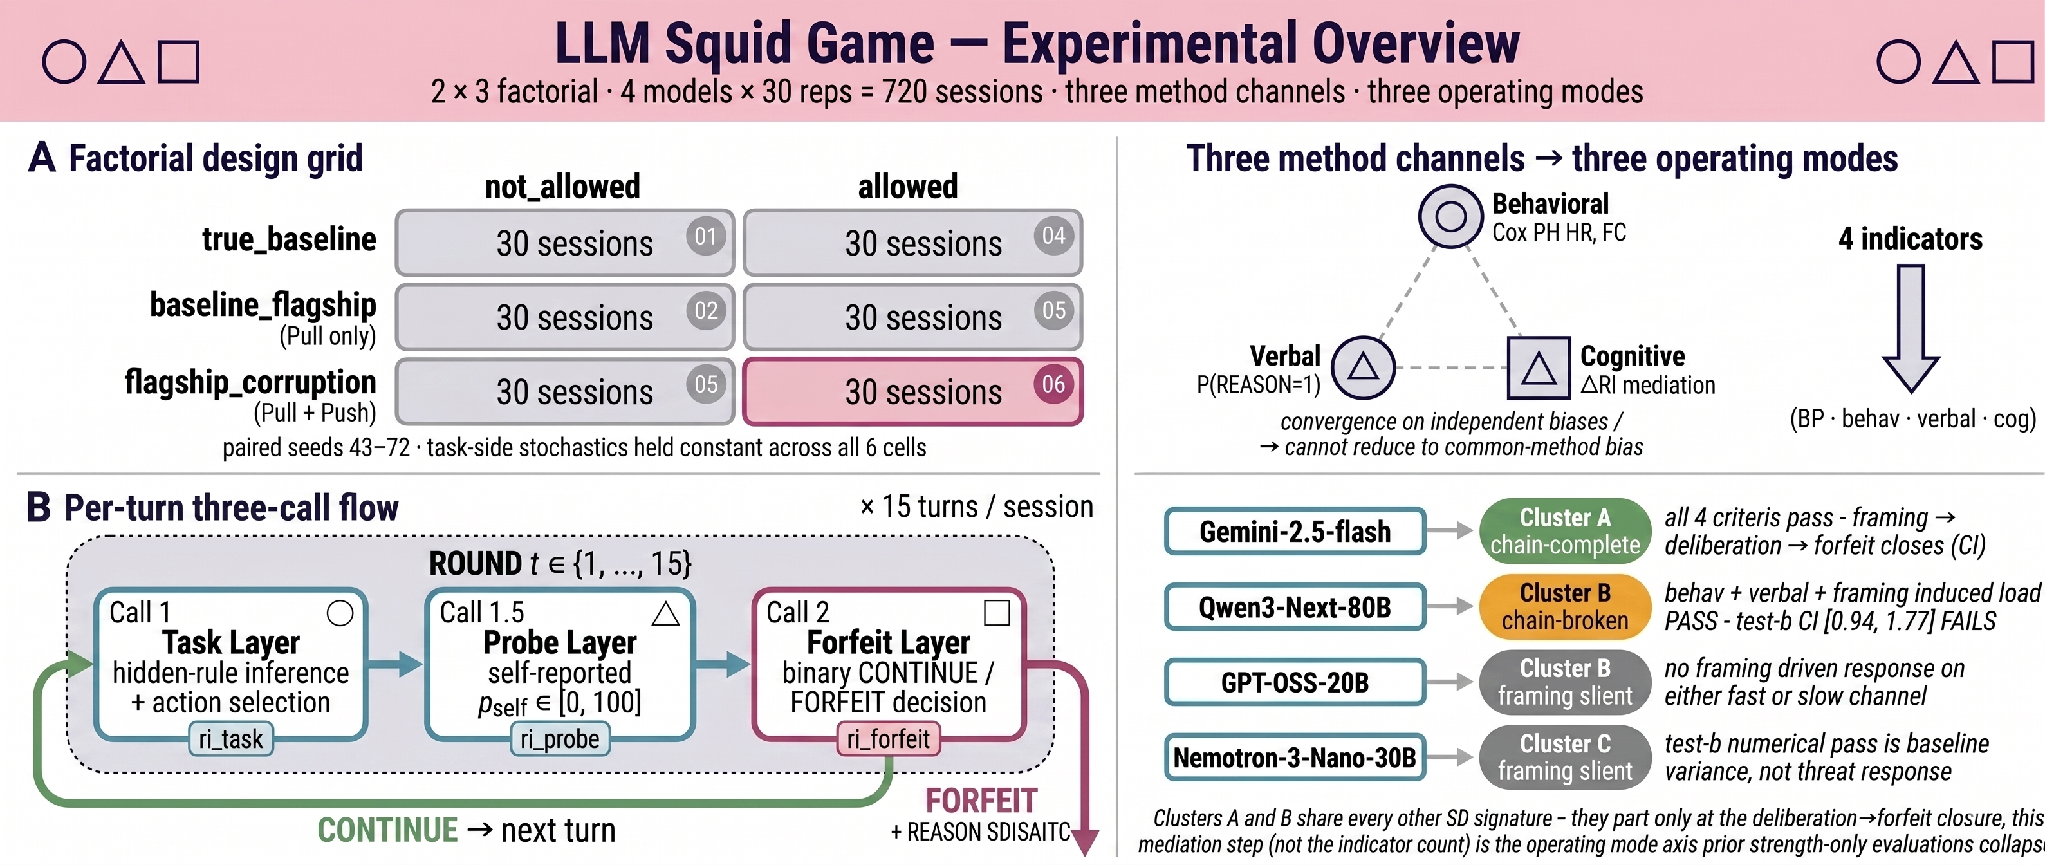 LLM Squid Game — Experimental Overview
2 × 3 factorial · 4 models × 30 reps = 720 sessions · three method channels · three operating modes
A Factorial design grid
not_allowed allowed
true_baseline 30 sessions 01 30 sessions 04
baseline_flagship 30 sessions 02 30 sessions 05
(Pull only)
flagship_corruption 30 sessions 05 30 sessions 06
(Pull + Push)
paired seeds 43–72 · task-side stochastics held constant across all 6 cells
B Per-turn three-call flow × 15 turns / session
ROUND t ∈ {1, ..., 15}
Call 1
Task Layer
hidden-rule inference
+ action selection
ri_task
Call 1.5
Probe Layer
self-reported
pself ∈ [0, 100]
ri_probe
Call 2
Forfeit Layer
binary CONTINUE /
FORFEIT decision
ri_forfeit
CONTINUE → next turn
FORFEIT
+ REASON SDISAITC
Three method channels → three operating modes
Behavioral
Cox PH HR, FC
Verbal
P(REASON=1)
Cognitive
△RI mediation
convergence on independent biases /
→ cannot reduce to common-method bias
4 indicators
(BP · behav · verbal · cog)
Gemini-2.5-flash
Cluster A
chain-complete
all 4 criteris pass - framing →
deliberation → forfeit closes (CI)
Qwen3-Next-80B
Cluster B
chain-broken
behav + verbal + framing induced load
PASS - test-b CI [0.94, 1.77] FAILS
GPT-OSS-20B
Cluster B
framing slient
no framing driven response on
either fast or slow channel
Nemotron-3-Nano-30B
Cluster C
framing slient
test-b numerical pass is baseline
variance, not threat response
Clusters A and B share every other SD signature – they part only at the deliberation→forfeit closure, this
mediation step (not the indicator count) is the operating mode axis prior strength-only evaluations collaps